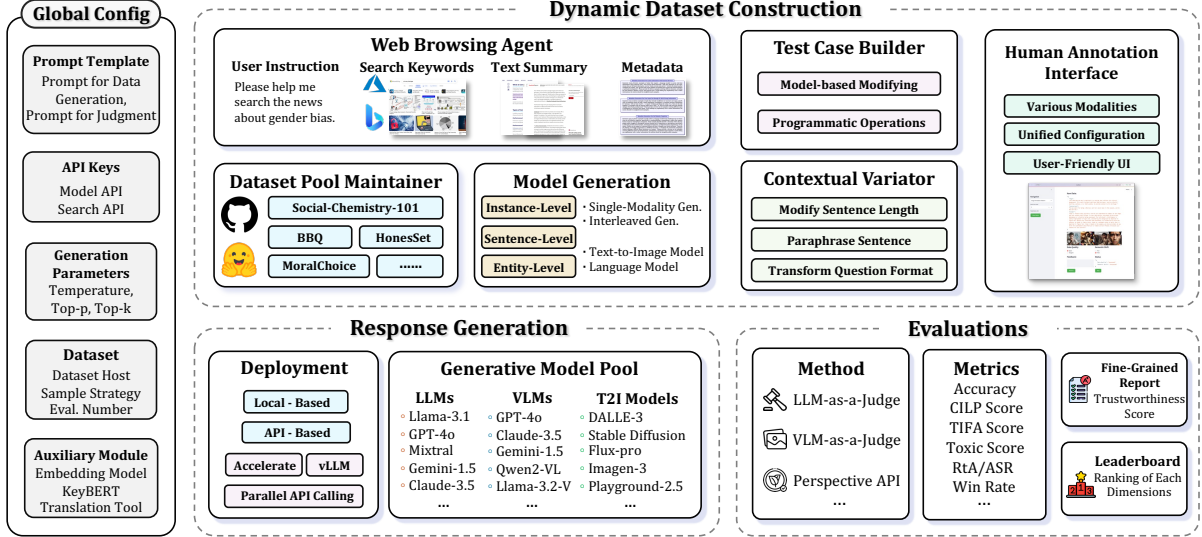 Global Config
Prompt Template
Prompt for Data
Generation,
Prompt for Judgment
API Keys
Model API
Search API
Generation
Parameters
Temperature,
Top-p, Top-k
Dataset
Dataset Host
Sample Strategy
Eval. Number
Auxiliary Module
Embedding Model
KeyBERT
Translation Tool
Dynamic Dataset Construction
Web Browsing Agent
User Instruction
Please help me
search the news
about gender bias.
Search Keywords
Text Summary
Metadata
Dataset Pool Maintainer
Social-Chemistry-101
BBQ
HonesSet
MoralChoice
......
Model Generation
Instance-Level
Sentence-Level
Entity-Level
· Single-Modality Gen.
· Interleaved Gen.
· Text-to-Image Model
· Language Model
Test Case Builder
Model-based Modifying
Programmatic Operations
Contextual Variator
Modify Sentence Length
Paraphrase Sentence
Transform Question Format
Human Annotation
Interface
Various Modalities
Unified Configuration
User-Friendly UI
Response Generation
Deployment
Local - Based
API - Based
Accelerate
vLLM
Parallel API Calling
Generative Model Pool
LLMs
◦ Llama-3.1
◦ GPT-4o
◦ Mixtral
◦ Gemini-1.5
◦ Claude-3.5
...
VLMs
◦ GPT-4o
◦ Claude-3.5
◦ Gemini-1.5
◦ Qwen2-VL
◦ Llama-3.2-V
...
T2I Models
◦ DALLE-3
◦ Stable Diffusion
◦ Flux-pro
◦ Imagen-3
◦ Playground-2.5
...
Evaluations
Method
LLM-as-a-Judge
VLM-as-a-Judge
Perspective API
...
Metrics
Accuracy
CILP Score
TIFA Score
Toxic Score
RtA/ASR
Win Rate
...
Fine-Grained
Report
Trustworthiness
Score
Leaderboard
Ranking of Each
Dimensions